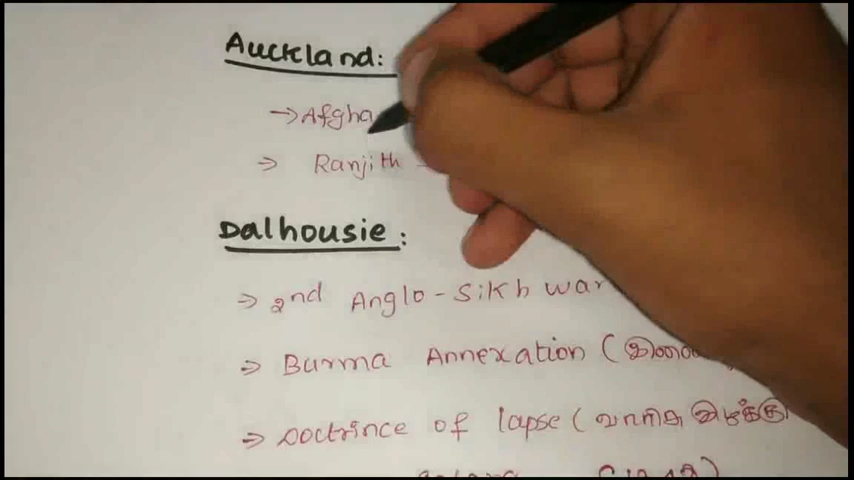 Auckland:
→ Afgha
⇒ Ranjith
Dalhousie:
⇒ 2nd Anglo-Sikh war
⇒ Burma Annexation (
⇒ Doctrince of lapse (வாரிசு